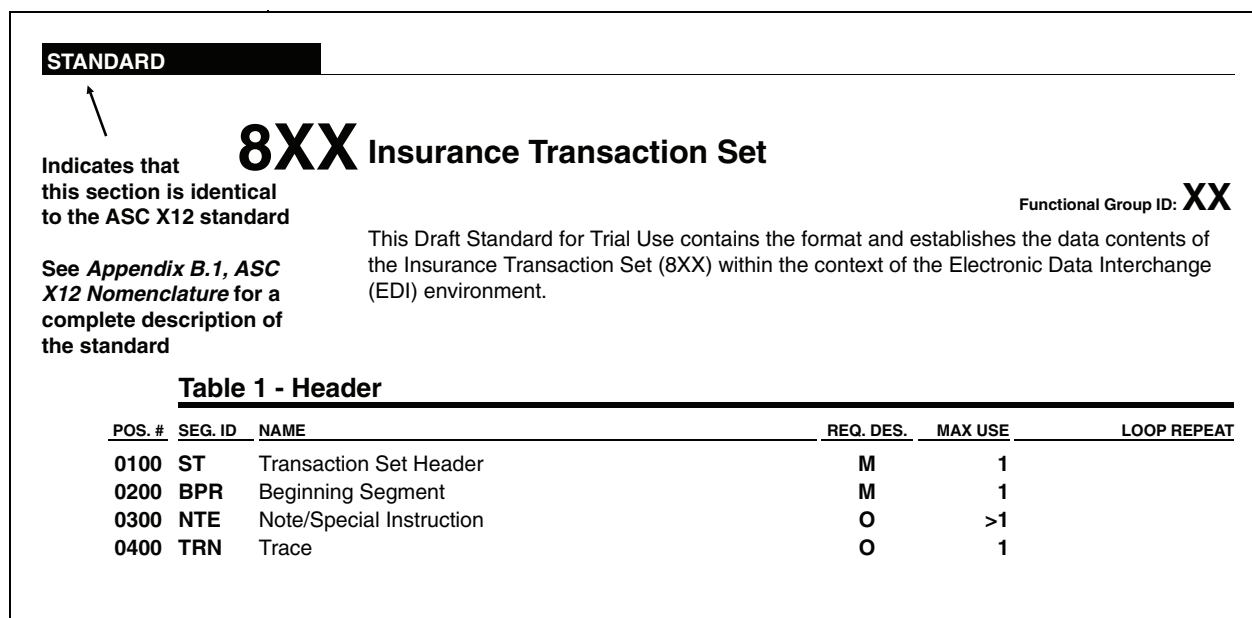 STANDARD
8XX Insurance Transaction Set
Indicates that
this section is identical
to the ASC X12 standard
Functional Group ID: XX
See Appendix B.1, ASC
X12 Nomenclature for a
complete description of
the standard
This Draft Standard for Trial Use contains the format and establishes the data contents of
the Insurance Transaction Set (8XX) within the context of the Electronic Data Interchange
(EDI) environment.
Table 1 - Header
POS. # SEG. ID NAME REQ. DES. MAX USE LOOP REPEAT
0100 ST Transaction Set Header M 1
0200 BPR Beginning Segment M 1
0300 NTE Note/Special Instruction O >1
0400 TRN Trace O 1